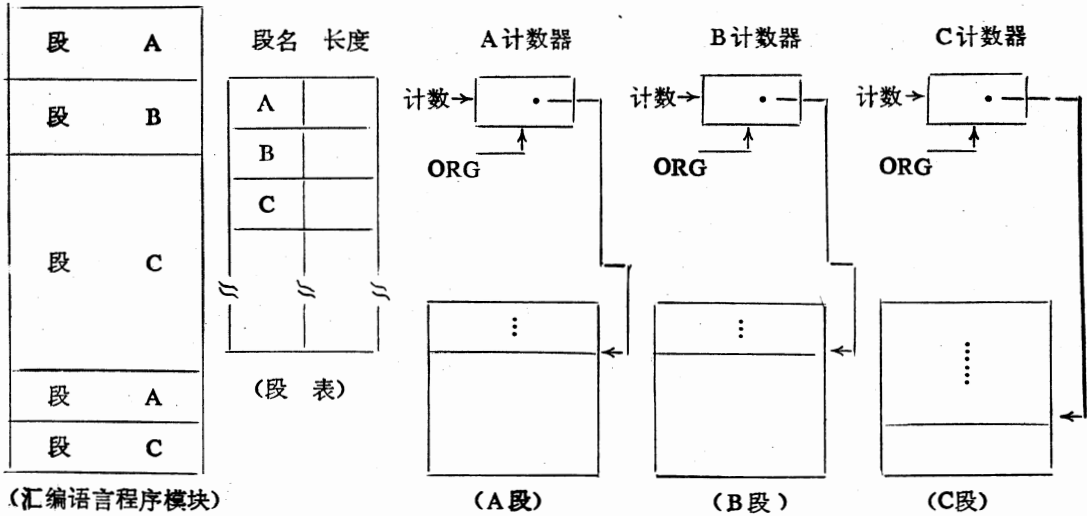 段 A
段 B
段 C
段 A
段 C
(汇编语言程序模块)
段名 长度
A
B
C
(段 表)
A计数器
计数→
ORG
(A段)
B计数器
计数→
ORG
(B段)
C计数器
计数→
ORG
(C段)